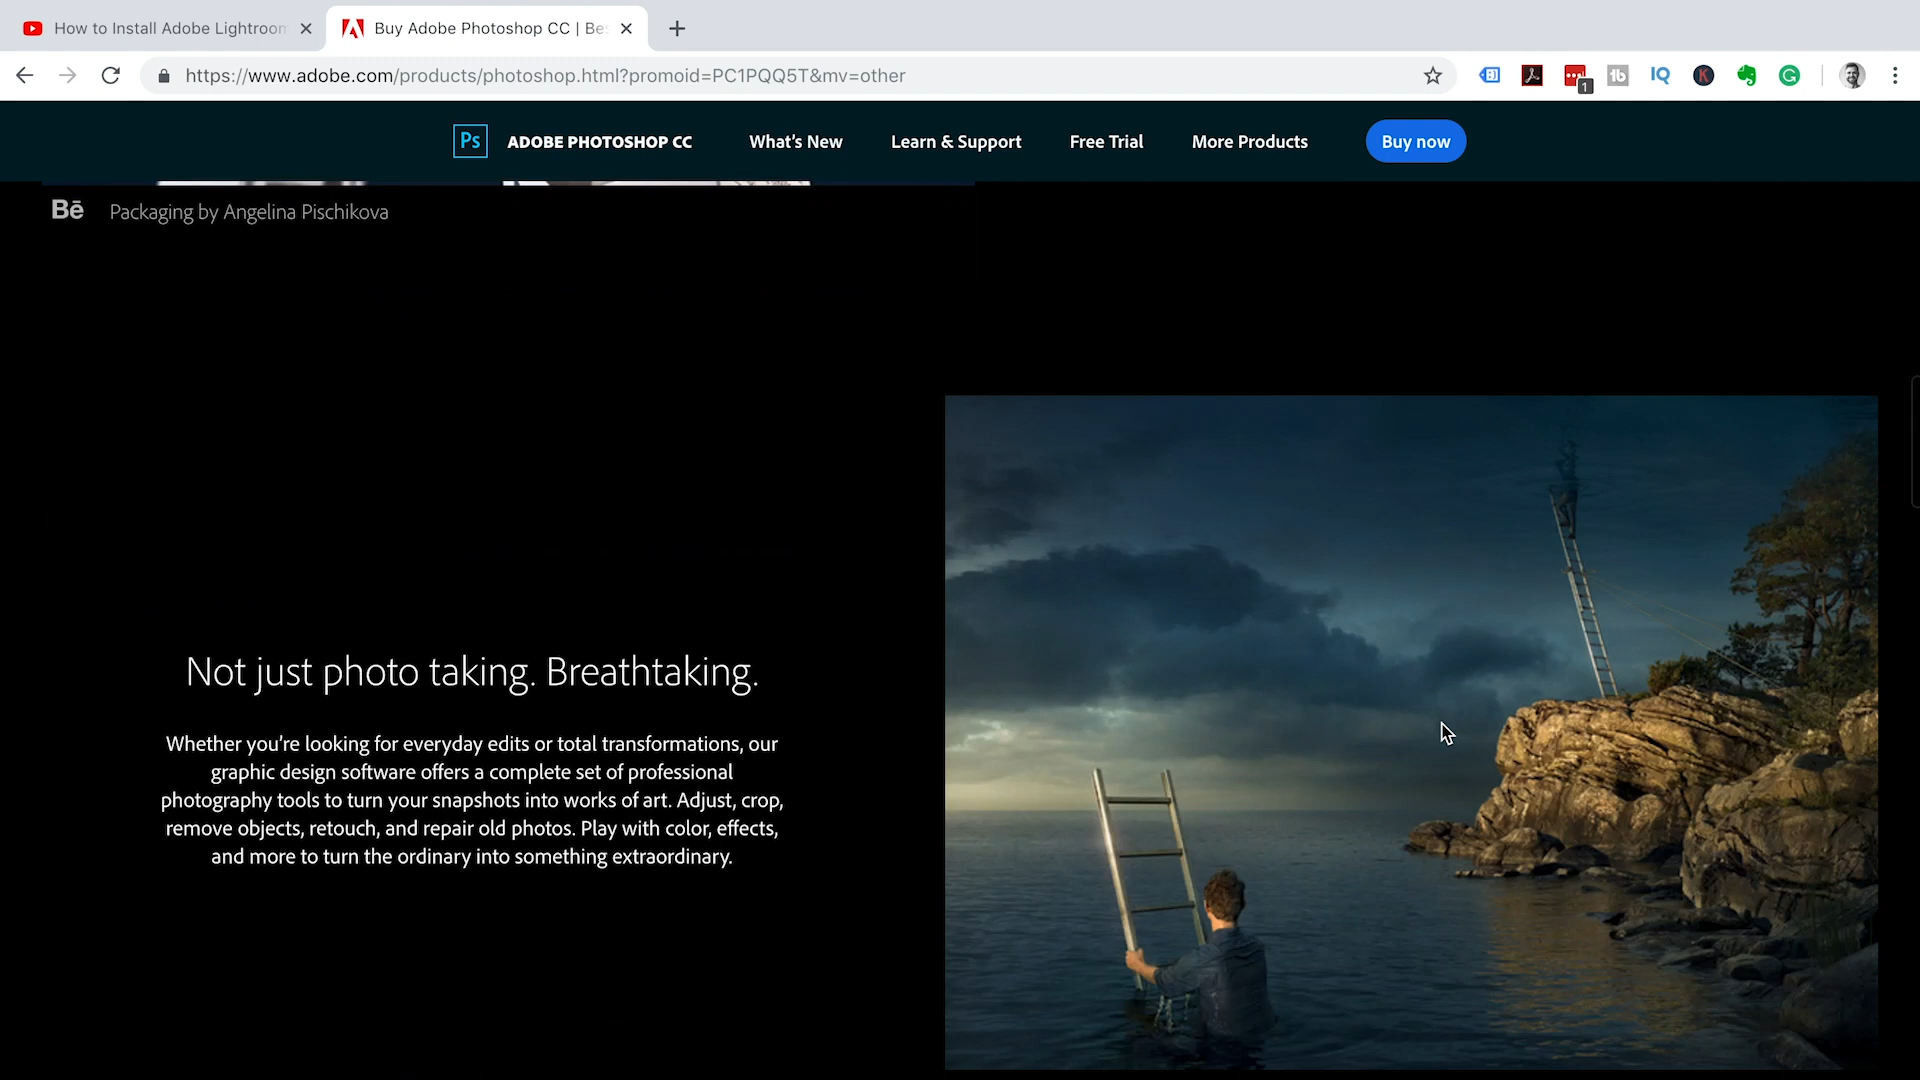 How to Install Adobe Lightroom
Buy Adobe Photoshop CC | Bes
https://www.adobe.com/products/photoshop.html?promoid=PC1PQQ5T&mv=other
1
tb
IQ
K
Ps ADOBE PHOTOSHOP CC What's New Learn & Support Free Trial More Products Buy now
Bē Packaging by Angelina Pischikova
Not just photo taking. Breathtaking.
Whether you're looking for everyday edits or total transformations, our
graphic design software offers a complete set of professional
photography tools to turn your snapshots into works of art. Adjust, crop,
remove objects, retouch, and repair old photos. Play with color, effects,
and more to turn the ordinary into something extraordinary.